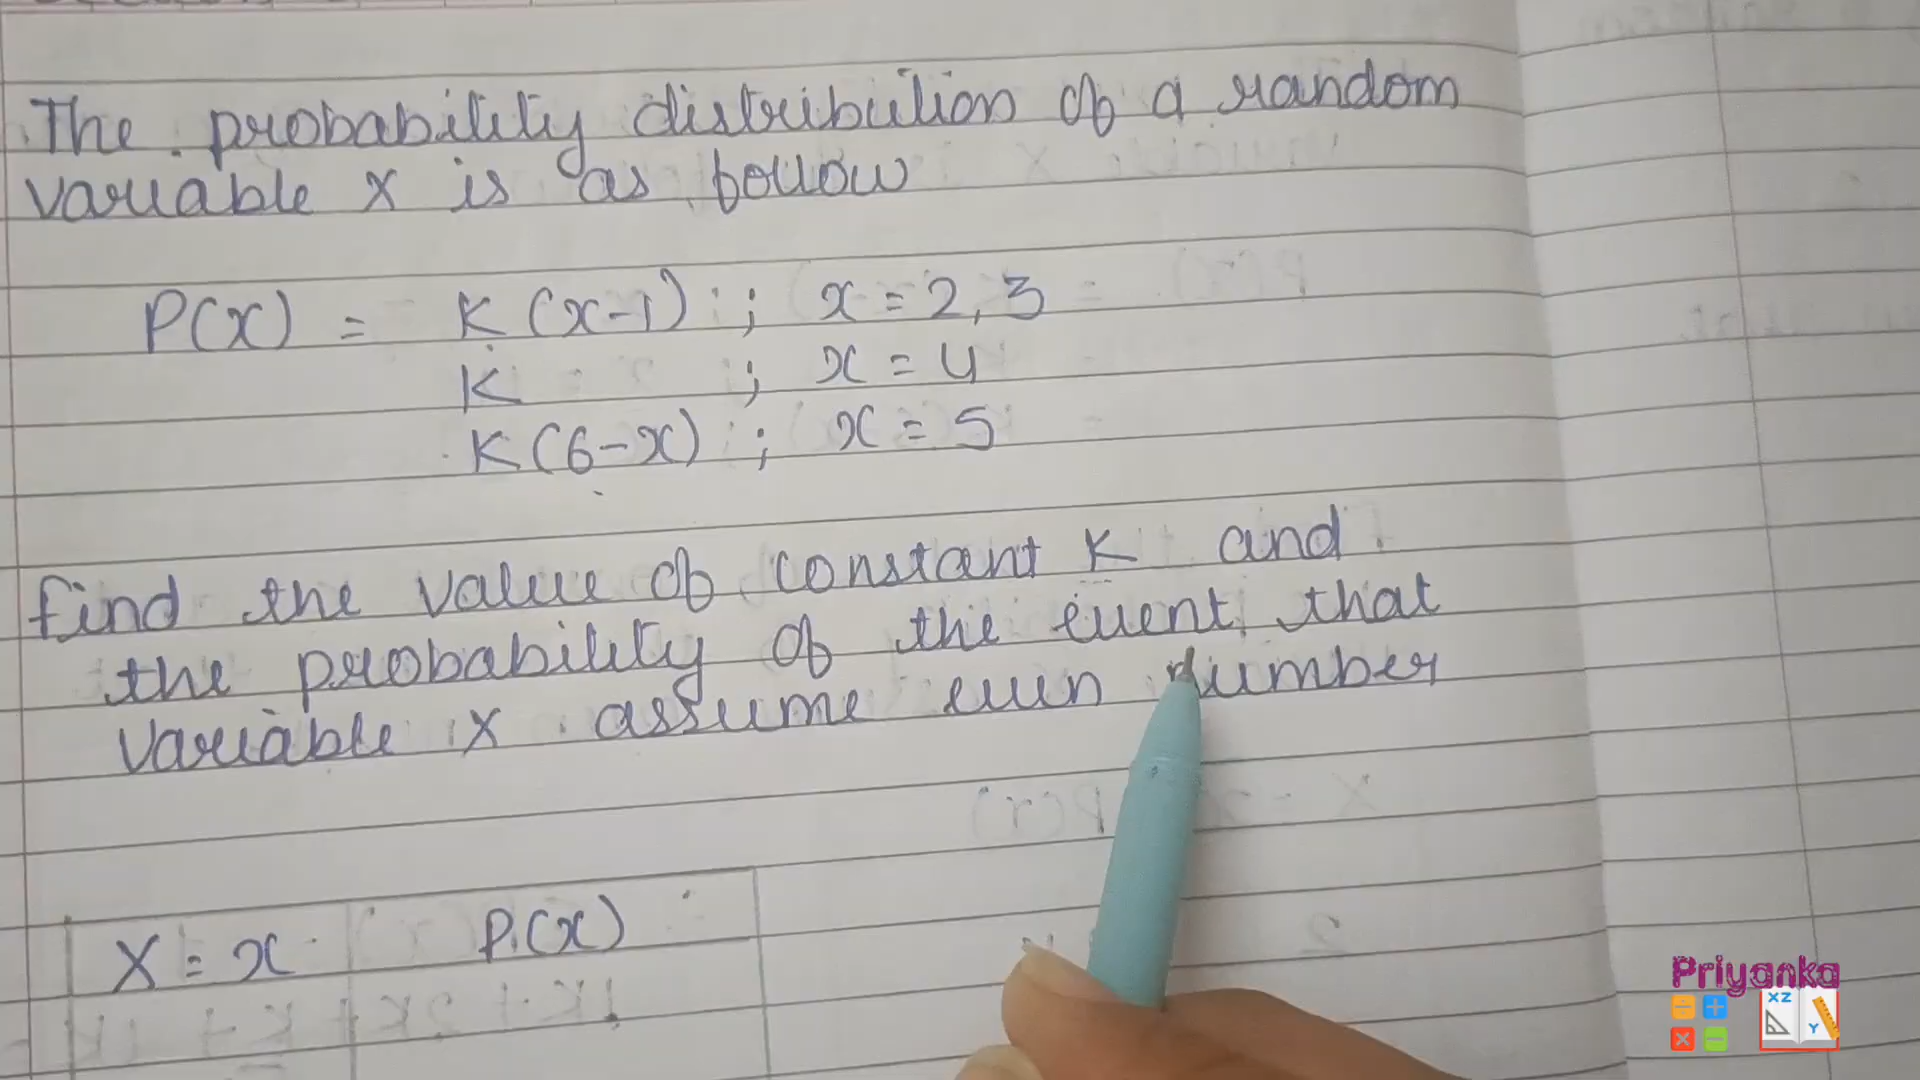 The probability distribution of a random
variable X is as follow
P(x) = K(x-1) ; x = 2, 3
K ; x = 4
K(6-x) ; x = 5
find the value of constant K and
the probability of the event that
variable X assume even number
X = x P(x)
Priyanka
XZ
Y